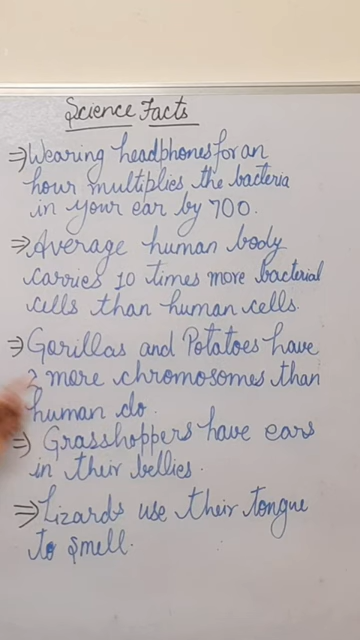 Science Facts
⇒Wearing headphones for an
hour multiplies the bacteria
in your ear by 700.
⇒Average human body
carries 10 times more bacterial
cells than human cells.
⇒Gorillas and Potatoes have
2 more chromosomes than
human do.
⇒ Grasshoppers have ears
in their bellies.
⇒Lizards use their tongue
to smell.